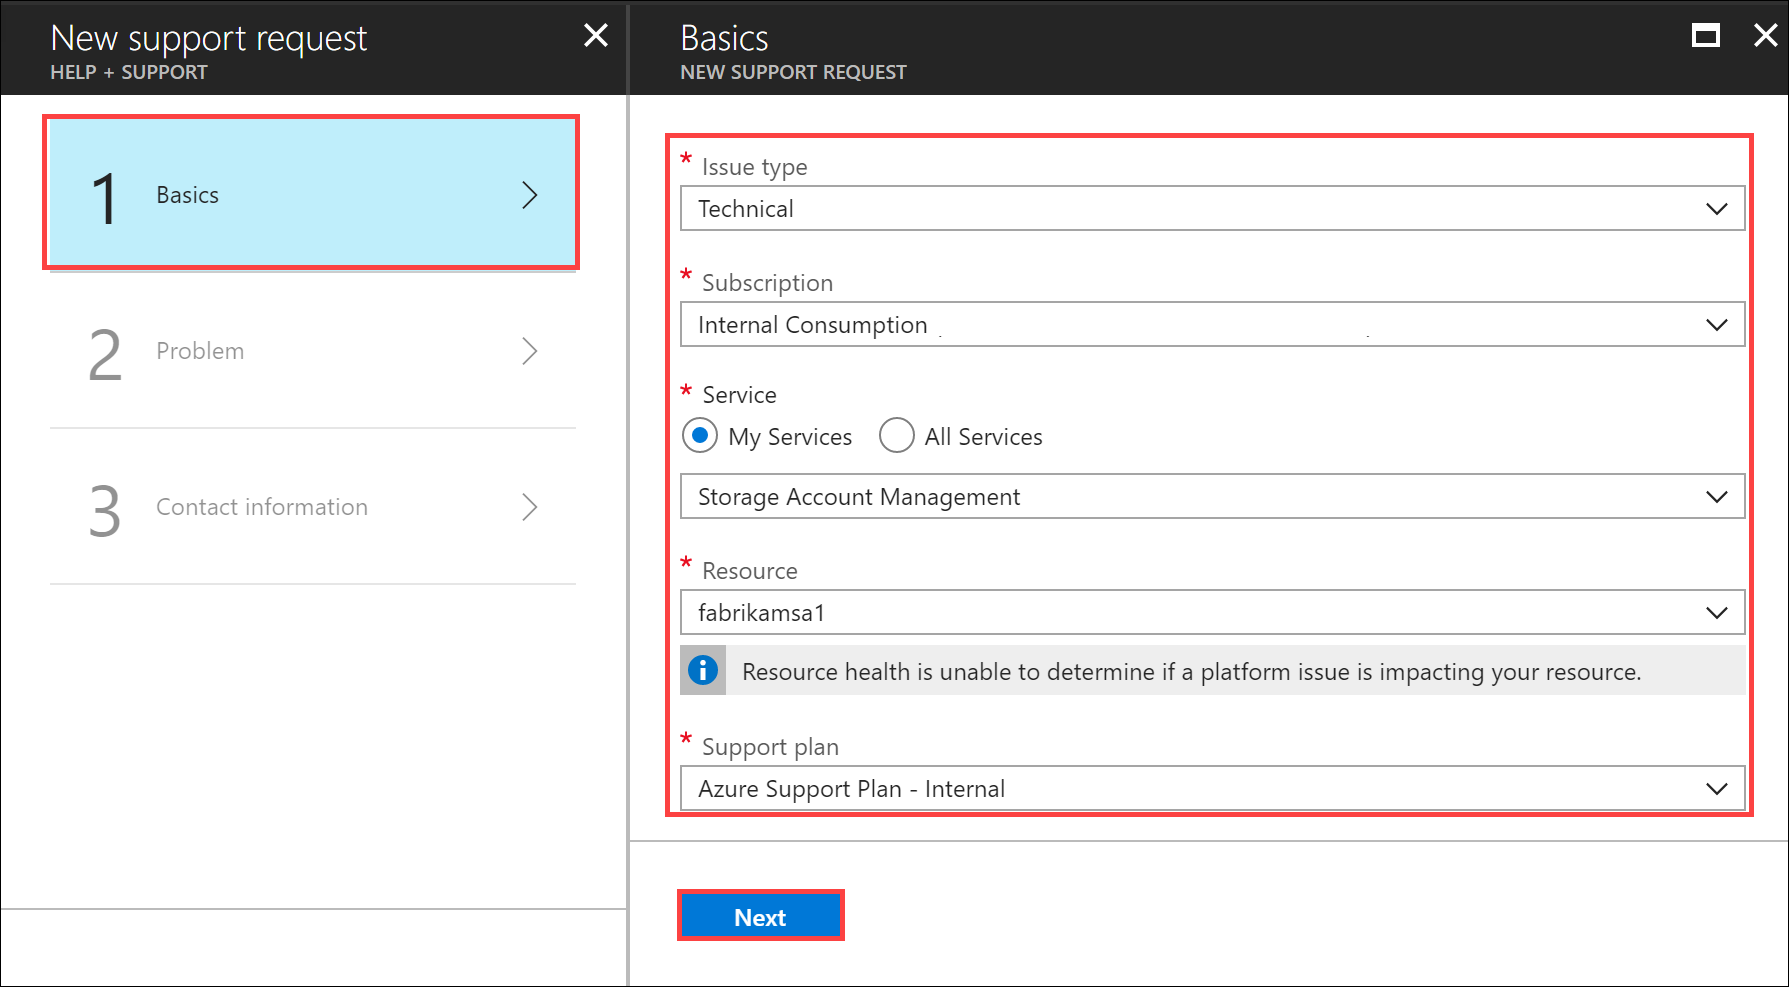 New support request
HELP + SUPPORT
1 Basics
2 Problem
3 Contact information
Basics
NEW SUPPORT REQUEST
* Issue type
Technical
* Subscription
Internal Consumption
* Service
My Services All Services
Storage Account Management
* Resource
fabrikamsa1
Resource health is unable to determine if a platform issue is impacting your resource.
* Support plan
Azure Support Plan - Internal
Next